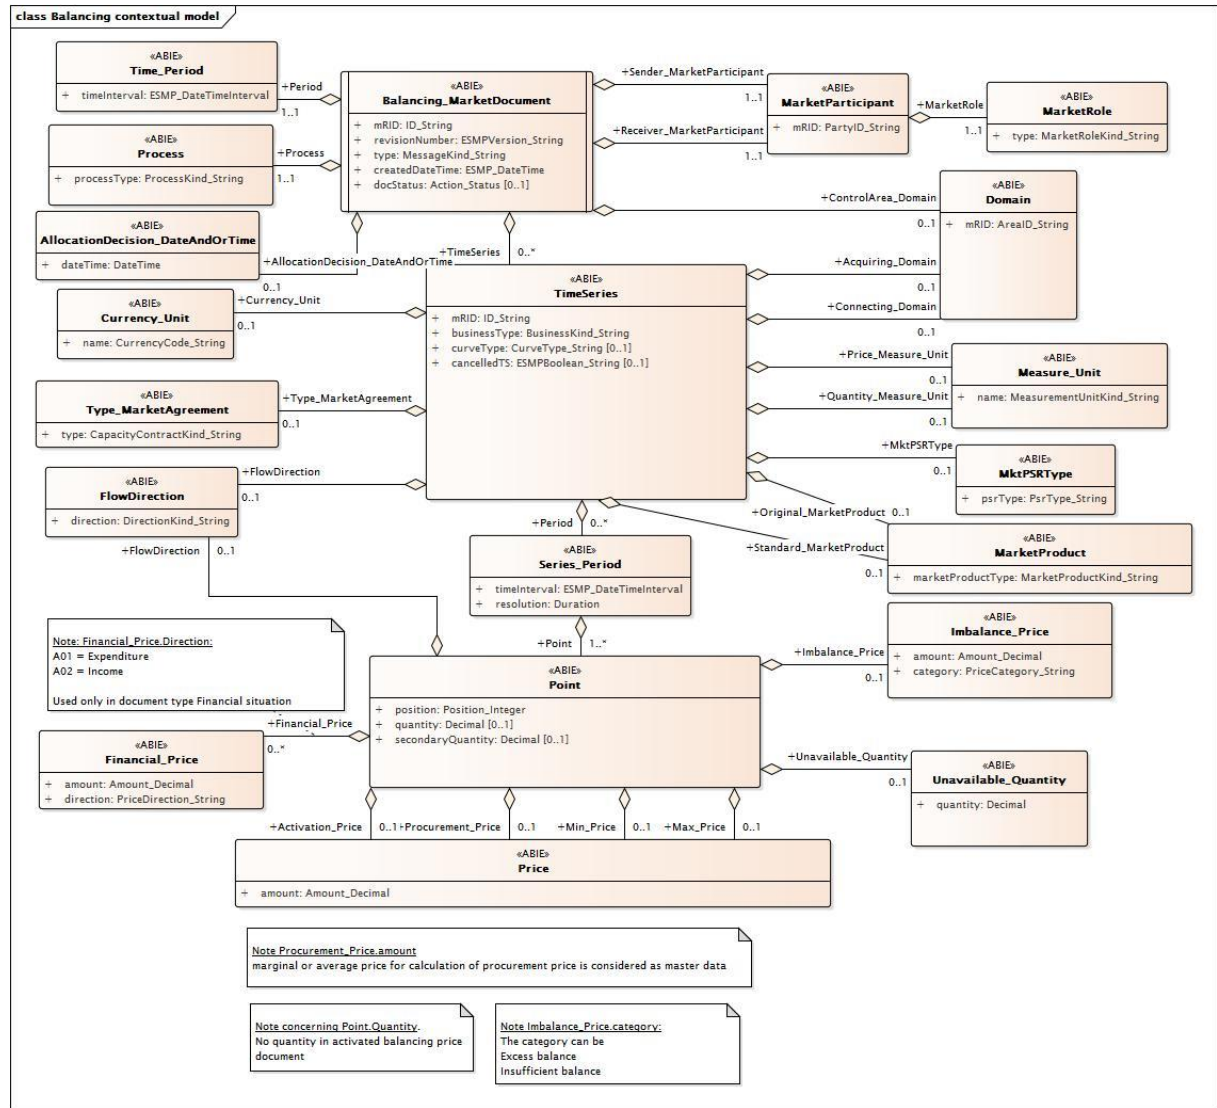 class Balancing contextual model
«ABIE»
Time_Period
+ timeInterval: ESMP_DateTimeInterval
+Period
1..1
«ABIE»
Balancing_MarketDocument
+ mRID: ID_String
+ revisionNumber: ESMPVersion_String
+ type: MessageKind_String
+ createdDateTime: ESMP_DateTime
+ docStatus: Action_Status [0..1]
+Sender_MarketParticipant
1..1
+Receiver_MarketParticipant
1..1
«ABIE»
MarketParticipant
+ mRID: PartyID_String
+MarketRole
1..1
«ABIE»
MarketRole
+ type: MarketRoleKind_String
«ABIE»
Process
+ processType: ProcessKind_String
+Process
1..1
+ControlArea_Domain
0..1
«ABIE»
Domain
+ mRID: AreaID_String
«ABIE»
AllocationDecision_DateAndOrTime
+ dateTime: DateTime
+AllocationDecision_DateAndOrTime
0..1
+TimeSeries
0..*
+Acquiring_Domain
0..1
+Connecting_Domain
0..1
«ABIE»
TimeSeries
+ mRID: ID_String
+ businessType: BusinessKind_String
+ curveType: CurveType_String [0..1]
+ cancelledTS: ESMPBoolean_String [0..1]
«ABIE»
Currency_Unit
+ name: CurrencyCode_String
+Currency_Unit
0..1
+Price_Measure_Unit
0..1
+Quantity_Measure_Unit
0..1
«ABIE»
Measure_Unit
+ name: MeasurementUnitKind_String
«ABIE»
Type_MarketAgreement
+ type: CapacityContractKind_String
+Type_MarketAgreement
0..1
+MktPSRType
0..1
«ABIE»
MktPSRType
+ psrType: PsrType_String
«ABIE»
FlowDirection
+ direction: DirectionKind_String
+FlowDirection
0..1
+FlowDirection
0..1
+Original_MarketProduct
0..1
+Standard_MarketProduct
0..1
«ABIE»
MarketProduct
+ marketProductType: MarketProductKind_String
+Period
0..*
«ABIE»
Series_Period
+ timeInterval: ESMP_DateTimeInterval
+ resolution: Duration
+Point
1..*
Note: Financial_Price.Direction:
A01 = Expenditure
A02 = Income
Used only in document type Financial situation
«ABIE»
Point
+ position: Position_Integer
+ quantity: Decimal [0..1]
+ secondaryQuantity: Decimal [0..1]
+Imbalance_Price
0..1
«ABIE»
Imbalance_Price
+ amount: Amount_Decimal
+ category: PriceCategory_String
+Financial_Price
0..*
«ABIE»
Financial_Price
+ amount: Amount_Decimal
+ direction: PriceDirection_String
+Unavailable_Quantity
0..1
«ABIE»
Unavailable_Quantity
+ quantity: Decimal
+Activation_Price
0..1
+Procurement_Price
0..1
+Min_Price
0..1
+Max_Price
0..1
«ABIE»
Price
+ amount: Amount_Decimal
Note Procurement_Price.amount
marginal or average price for calculation of procurement price is considered as master data
Note concerning Point.Quantity.
No quantity in activated balancing price
document
Note Imbalance_Price.category:
The category can be
Excess balance
Insufficient balance